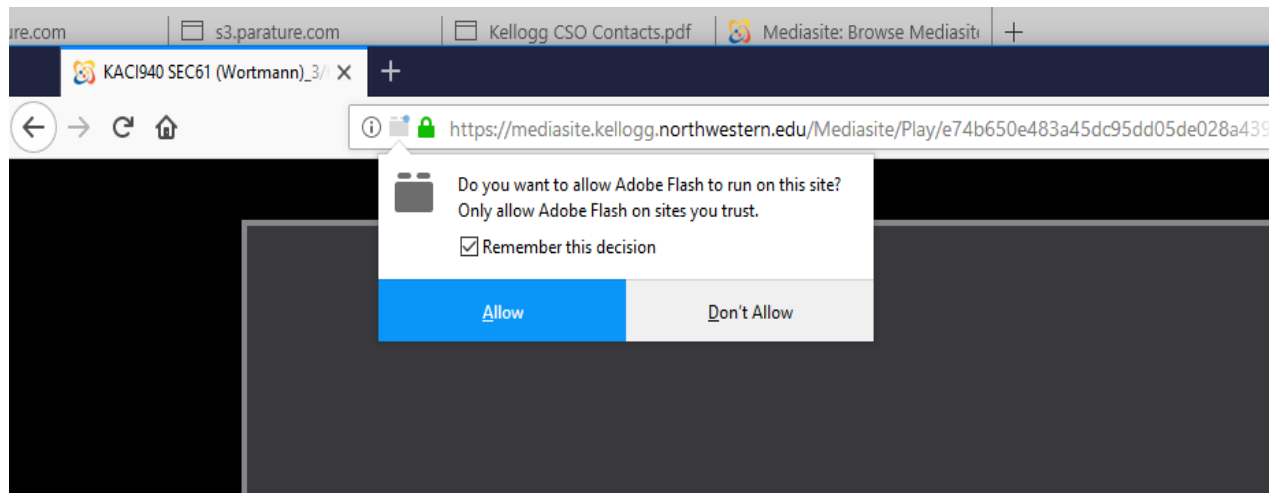 ure.com s3.parature.com Kellogg CSO Contacts.pdf Mediasite: Browse Mediasite
KACI940 SEC61 (Wortmann)_3/
https://mediasite.kellogg.northwestern.edu/Mediasite/Play/e74b650e483a45dc95dd05de028a439
Do you want to allow Adobe Flash to run on this site?
Only allow Adobe Flash on sites you trust.
Remember this decision
Allow Don't Allow